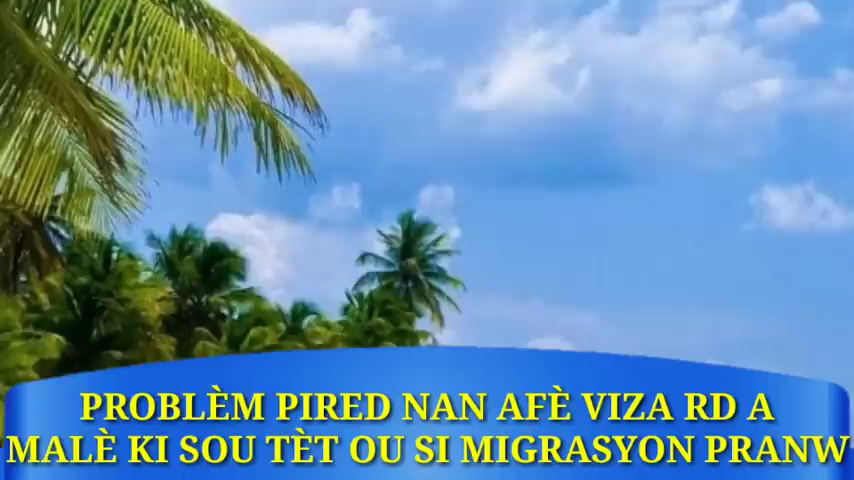 PROBLÈM PIRED NAN AFÈ VIZA RD A
MALÈ KI SOU TÈT OU SI MIGRASYON PRANW